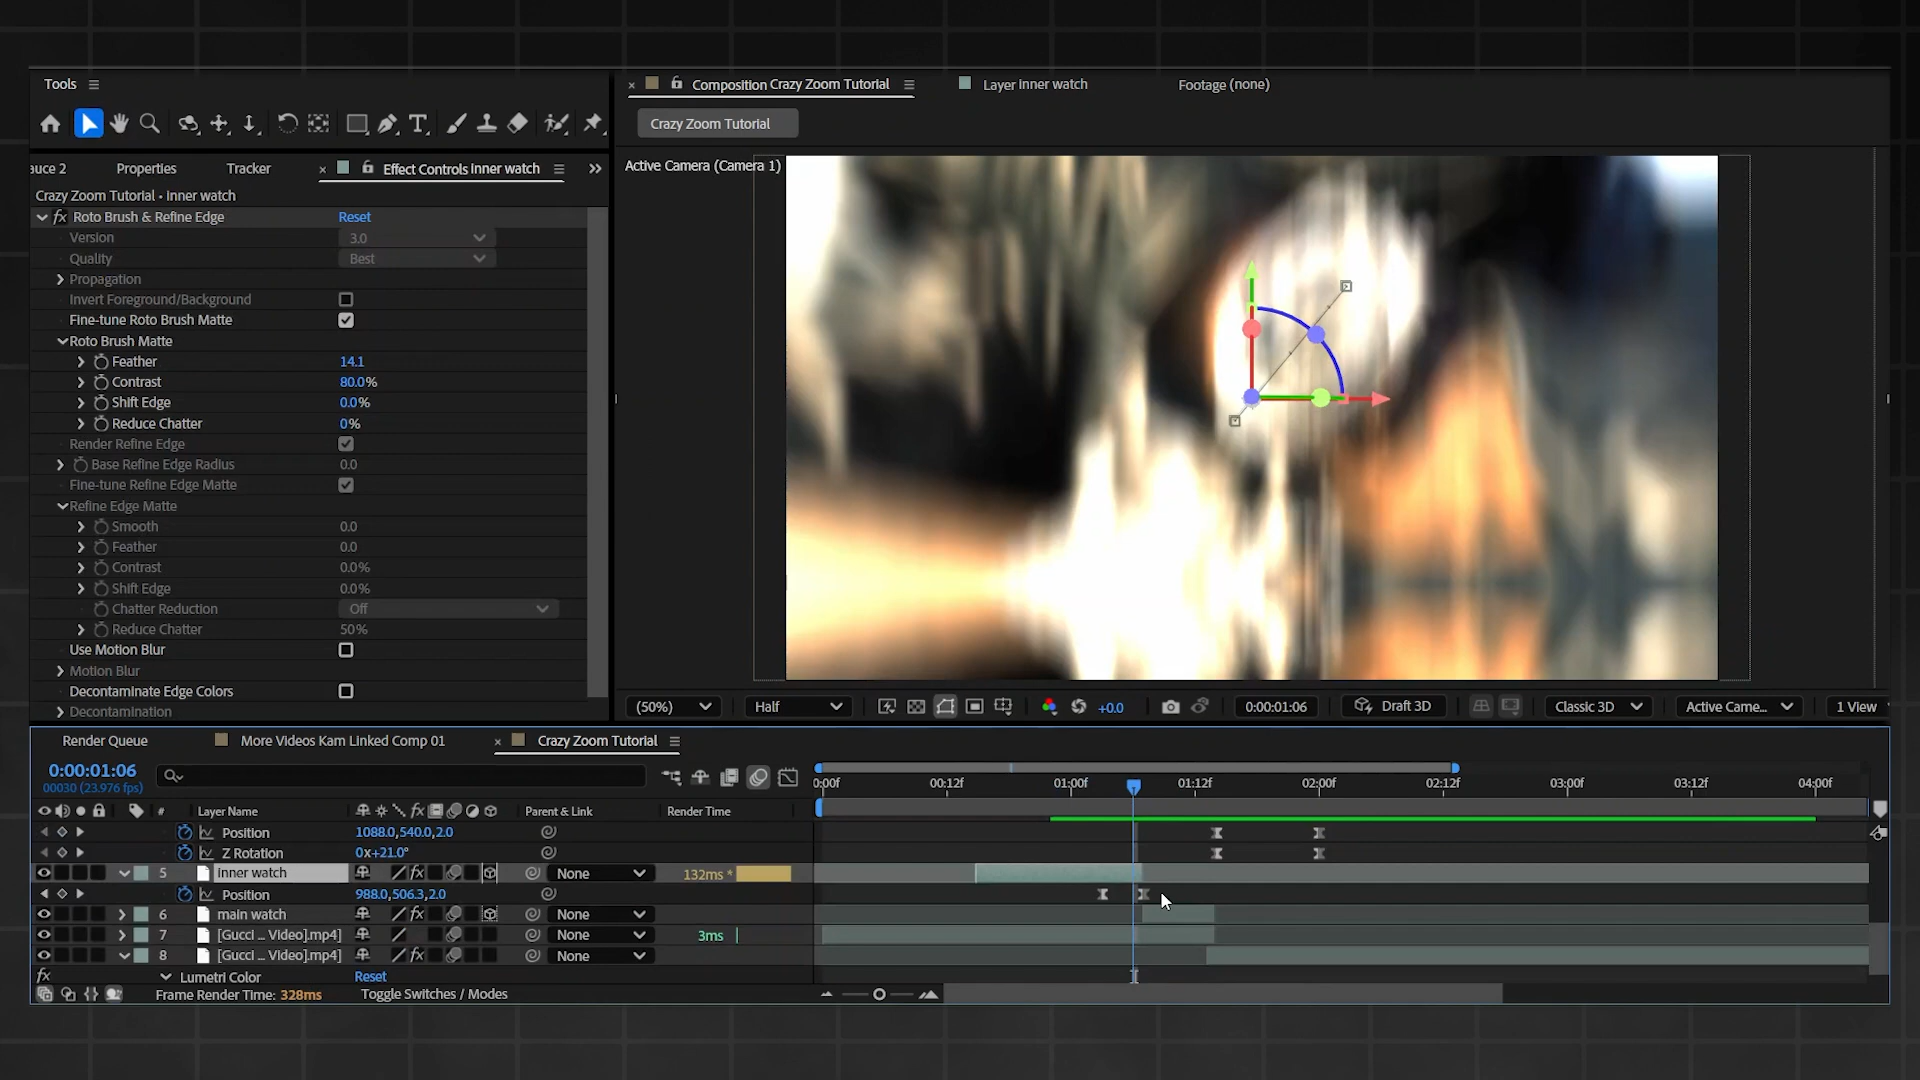 Tools
Composition Crazy Zoom Tutorial
Layer inner watch
Footage (none)
Crazy Zoom Tutorial
Active Camera (Camera 1)
auce 2
Properties
Tracker
Effect Controls inner watch
Crazy Zoom Tutorial • inner watch
fx Roto Brush & Refine Edge Reset
Version 3.0
Quality Best
Propagation
Invert Foreground/Background
Fine-tune Roto Brush Matte
Roto Brush Matte
Feather 14.1
Contrast 80.0%
Shift Edge 0.0%
Reduce Chatter 0%
Render Refine Edge
Base Refine Edge Radius 0.0
Fine-tune Refine Edge Matte
Refine Edge Matte
Smooth 0.0
Feather 0.0
Contrast 0.0%
Shift Edge 0.0%
Chatter Reduction Off
Reduce Chatter 50%
Use Motion Blur
Motion Blur
Decontaminate Edge Colors
Decontamination
(50%) Half +0.0 0:00:01:06 Draft 3D Classic 3D Active Came... 1 View
Render Queue
More Videos Kam Linked Comp 01
Crazy Zoom Tutorial
0:00:01:06
00030 (23.976 fps)
0:00f 00:12f 01:00f 01:12f 02:00f 02:12f 03:00f 03:12f 04:00f
# Layer Name fx Parent & Link Render Time
Position 1088.0,540.0,2.0
Z Rotation 0x+21.0°
5 inner watch fx None 132ms *
Position 988.0,506.3,2.0
6 main watch fx None
7 [Gucci ... Video].mp4] None 3ms
8 [Gucci ... Video].mp4] fx None
fx Lumetri Color Reset
Frame Render Time: 328ms Toggle Switches / Modes